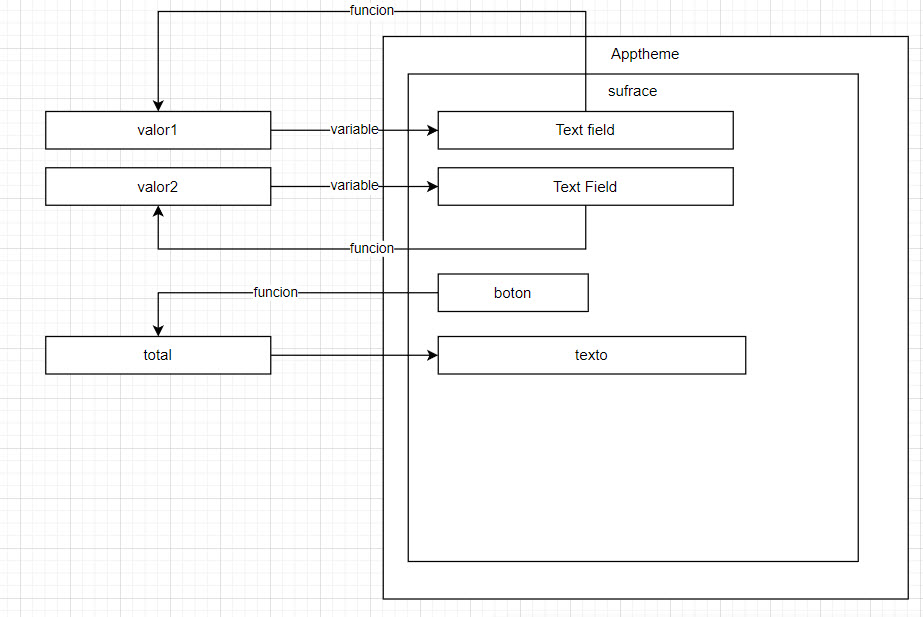 funcion
Apptheme
sufrace
valor1
variable
Text field
valor2
variable
Text Field
funcion
funcion
boton
total
texto